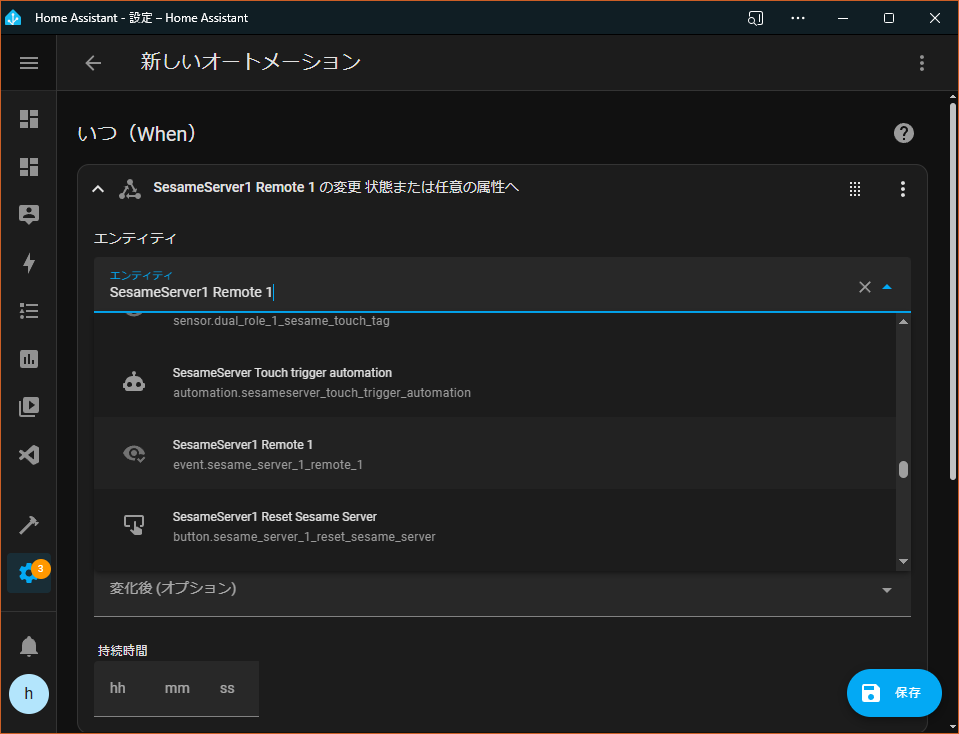 Home Assistant - 設定 – Home Assistant
新しいオートメーション
いつ（When）
SesameServer1 Remote 1 の変更 状態または任意の属性へ
エンティティ
エンティティ
SesameServer1 Remote 1
sensor.dual_role_1_sesame_touch_tag
SesameServer Touch trigger automation
automation.sesameserver_touch_trigger_automation
SesameServer1 Remote 1
event.sesame_server_1_remote_1
SesameServer1 Reset Sesame Server
button.sesame_server_1_reset_sesame_server
変化後 (オプション)
3
持続時間
hh mm ss
h
保存